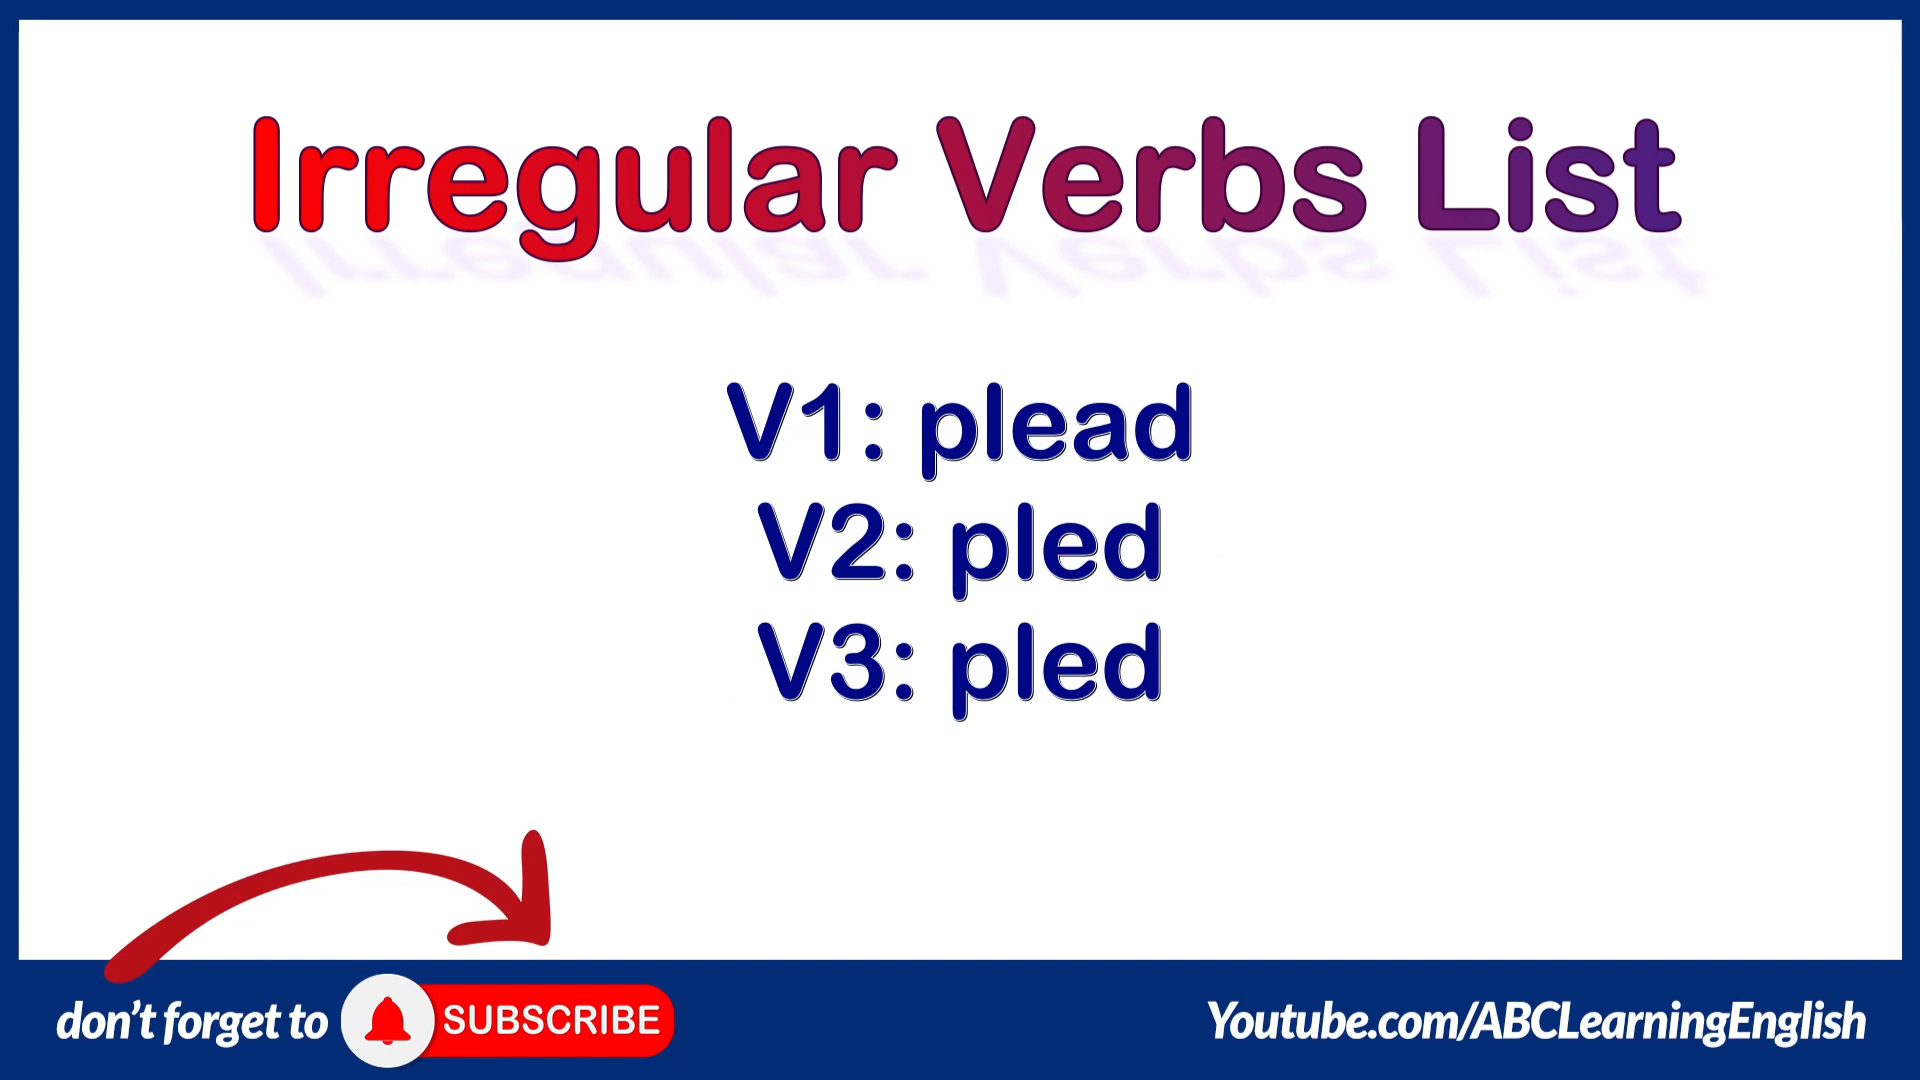 Irregular Verbs List
V1: plead
V2: pled
V3: pled
don't forget to SUBSCRIBE
Youtube.com/ABCLearningEnglish